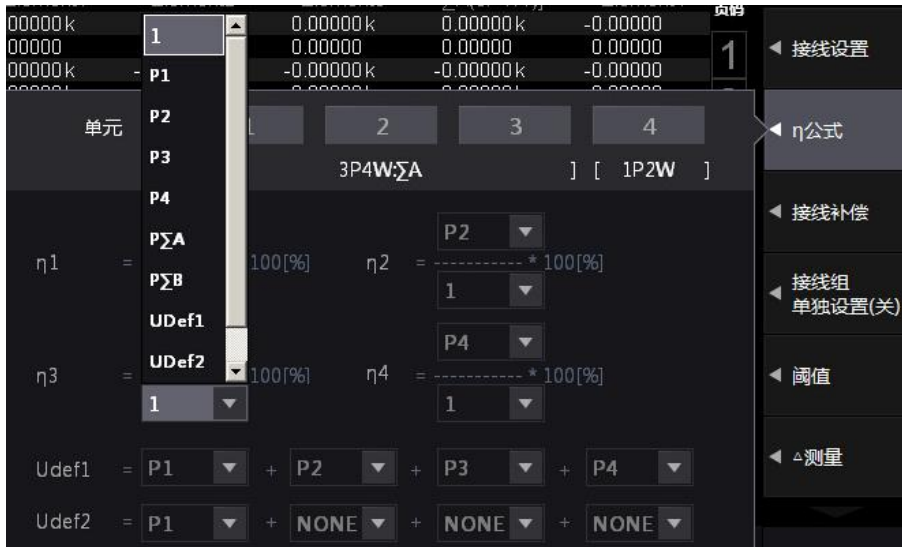 00000k 0.00000k 0.00000k -0.00000 页码
00000 0.00000 0.00000 0.00000 1
00000k - -0.00000k -0.00000k -0.00000
接线设置
η公式
接线补偿
接线组
单独设置(关)
阈值
△测量
单元 1 2 3 4
3P4W:∑A ] [ 1P2W ]
1
P1
P2
P3
P4
P∑A
P∑B
UDef1
UDef2
1
η1 = 100[%] η2 = P2 ----------- * 100[%] 1
η3 = 100[%] η4 = P4 ----------- * 100[%] 1
Udef1 = P1 + P2 + P3 + P4
Udef2 = P1 + NONE + NONE + NONE